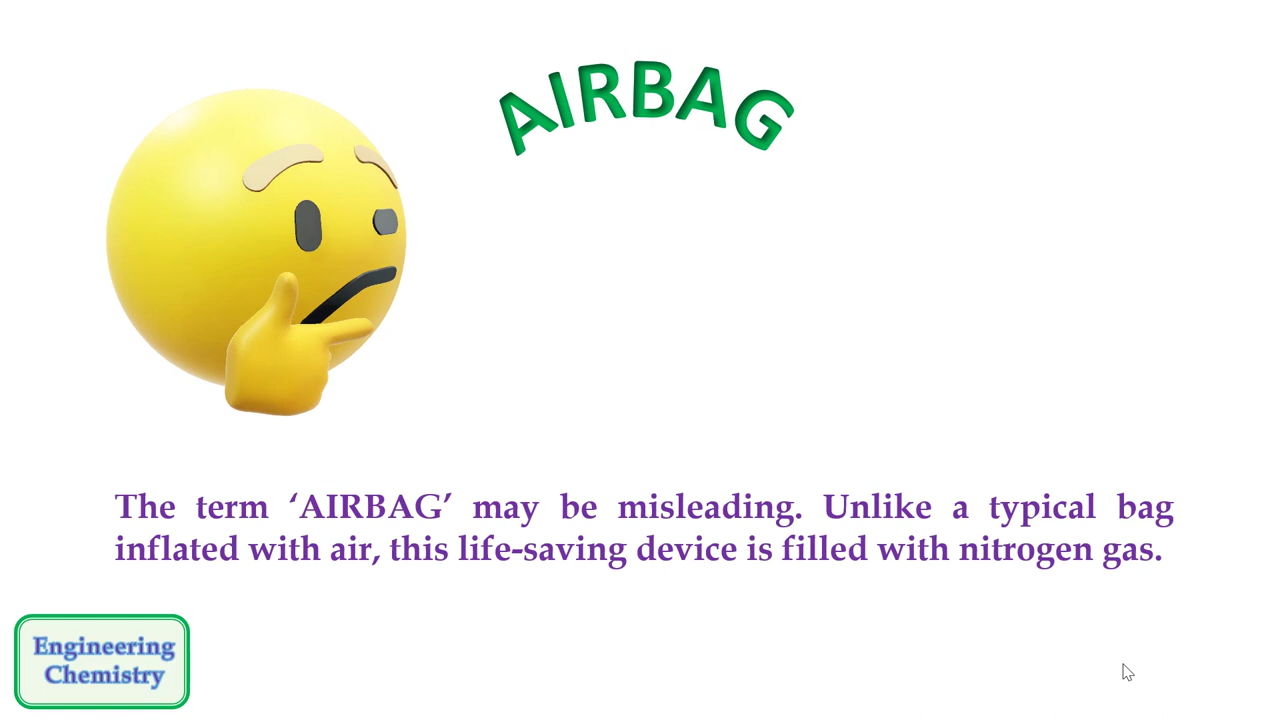 AIRBAG
The term ‘AIRBAG’ may be misleading. Unlike a typical bag
inflated with air, this life-saving device is filled with nitrogen gas.
Engineering
Chemistry